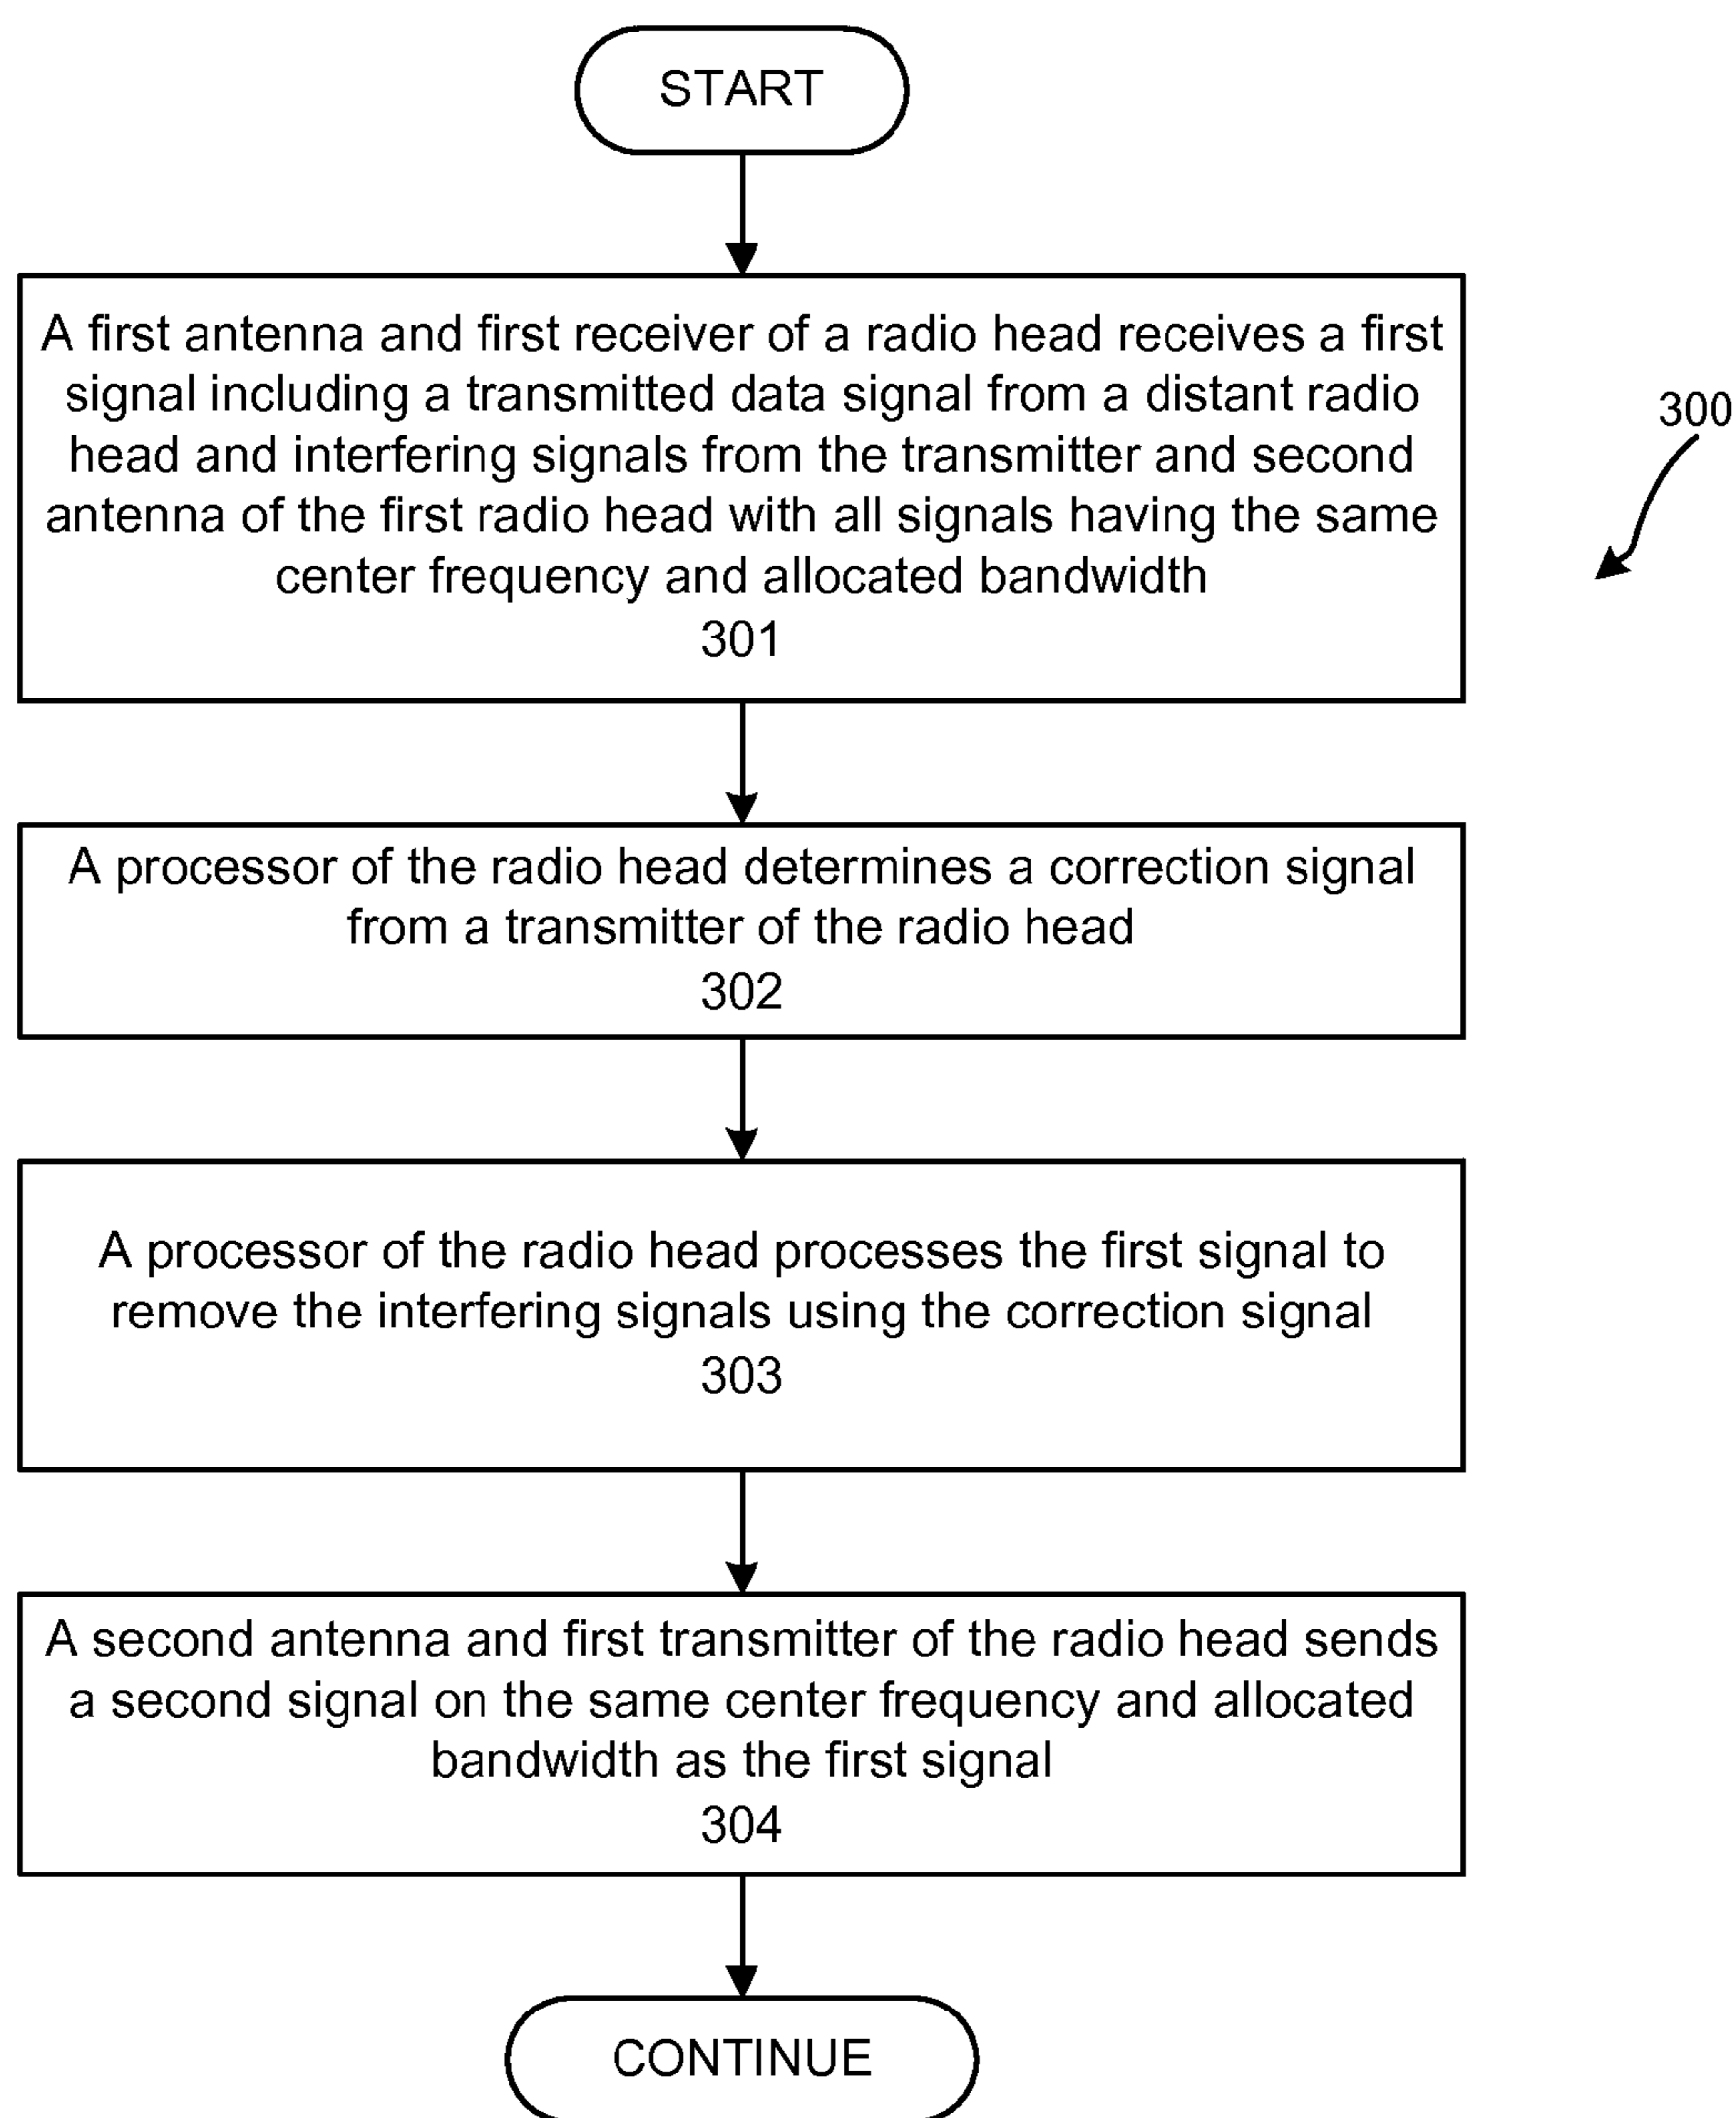 START
A first antenna and first receiver of a radio head receives a first
signal including a transmitted data signal from a distant radio
head and interfering signals from the transmitter and second
antenna of the first radio head with all signals having the same
center frequency and allocated bandwidth
301
300
A processor of the radio head determines a correction signal
from a transmitter of the radio head
302
A processor of the radio head processes the first signal to
remove the interfering signals using the correction signal
303
A second antenna and first transmitter of the radio head sends
a second signal on the same center frequency and allocated
bandwidth as the first signal
304
CONTINUE